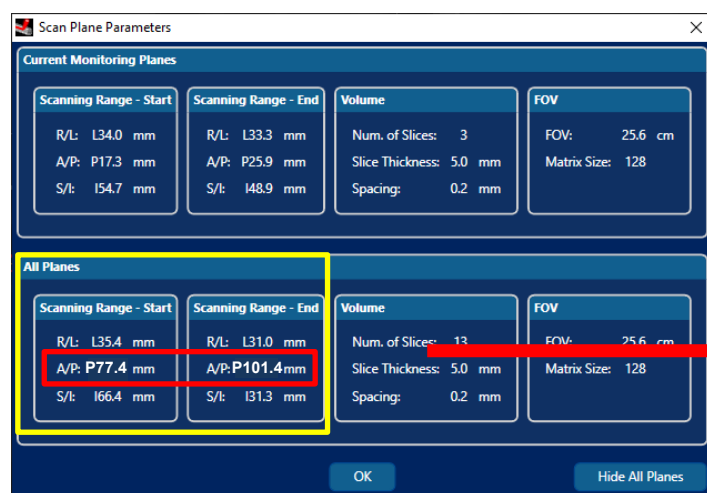 Scan Plane Parameters
Current Monitoring Planes
Scanning Range - Start
R/L: L34.0 mm
A/P: P17.3 mm
S/I: I54.7 mm
Scanning Range - End
R/L: L33.3 mm
A/P: P25.9 mm
S/I: I48.9 mm
Volume
Num. of Slices: 3
Slice Thickness: 5.0 mm
Spacing: 0.2 mm
FOV
FOV: 25.6 cm
Matrix Size: 128
All Planes
Scanning Range - Start
R/L: L35.4 mm
A/P: P77.4 mm
S/I: I66.4 mm
Scanning Range - End
R/L: L31.0 mm
A/P: P101.4 mm
S/I: I31.3 mm
Volume
Num. of Slices: 13
Slice Thickness: 5.0 mm
Spacing: 0.2 mm
FOV
FOV: 25.6 cm
Matrix Size: 128
OK
Hide All Planes